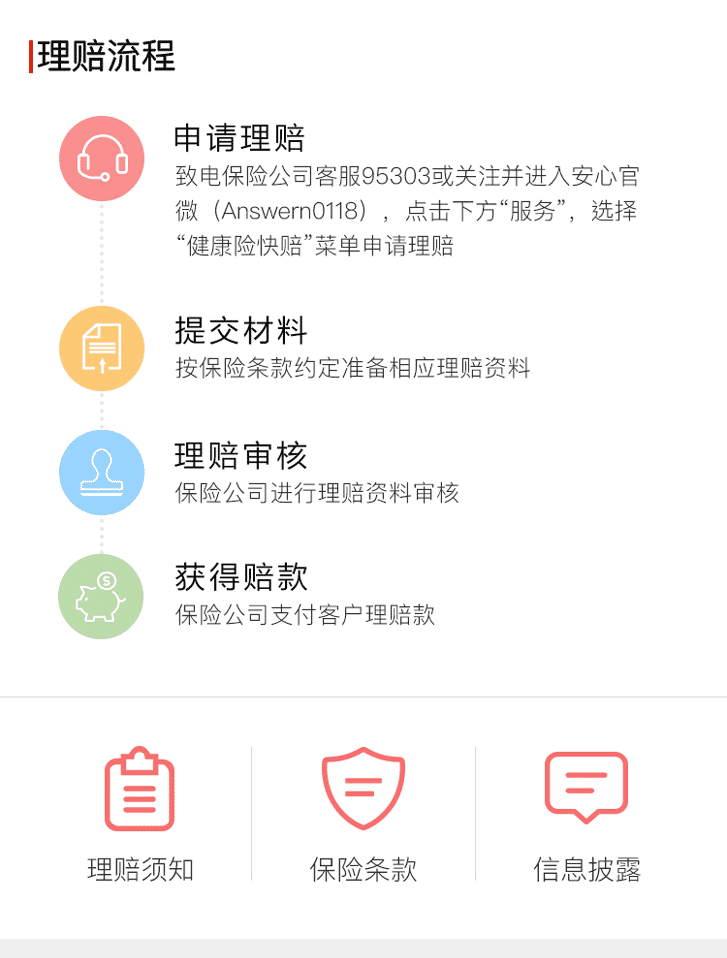 理赔流程
申请理赔
致电保险公司客服95303或关注并进入安心官
微（Answern0118），点击下方“服务”，选择
“健康险快赔”菜单申请理赔
提交材料
按保险条款约定准备相应理赔资料
理赔审核
保险公司进行理赔资料审核
S
获得赔款
保险公司支付客户理赔款
理赔须知
保险条款
信息披露